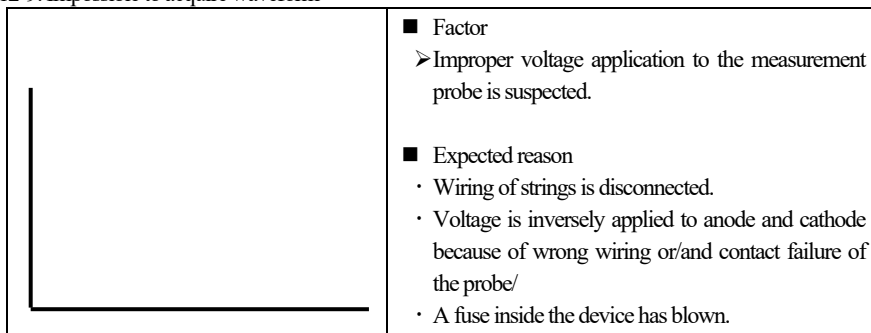 ■ Factor
➢Improper voltage application to the measurement
probe is suspected.
■ Expected reason
・ Wiring of strings is disconnected.
・ Voltage is inversely applied to anode and cathode
because of wrong wiring or/and contact failure of
the probe/
・ A fuse inside the device has blown.